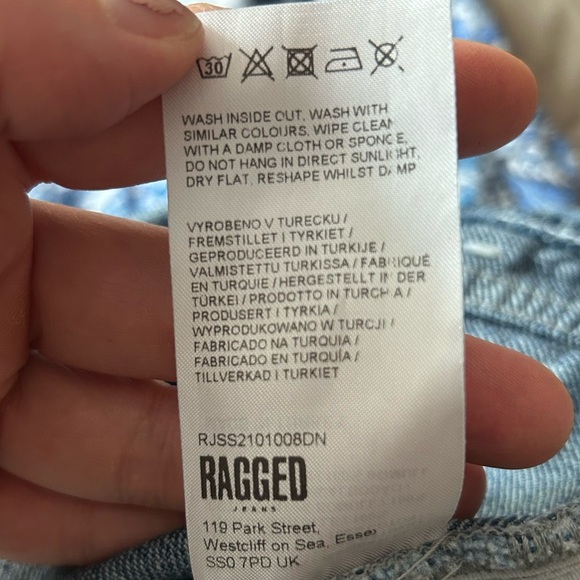 30
WASH INSIDE OUT, WASH WITH
SIMILAR COLOURS, WIPE CLEAN
WITH A DAMP CLOTH OR SPONGE,
DO NOT HANG IN DIRECT SUNLIGHT,
DRY FLAT, RESHAPE WHILST DAMP
VYROBENO V TURECKU /
FREMSTILLET I TYRKIET /
GEPRODUCEERD IN TURKIJE /
VALMISTETTU TURKISSA / FABRIQUÉ
EN TURQUIE / HERGESTELLT IN DER
TÜRKEI / PRODOTTO IN TURCHIA /
PRODUSERT I TYRKIA /
WYPRODUKOWANO W TURCJI /
FABRICADO NA TURQUIA /
FABRICADO EN TURQUÍA /
TILLVERKAD I TURKIET
RJSS2101008DN
RAGGED
JEANS
119 Park Street,
Westcliff on Sea. Essex
SS0 7PD UK